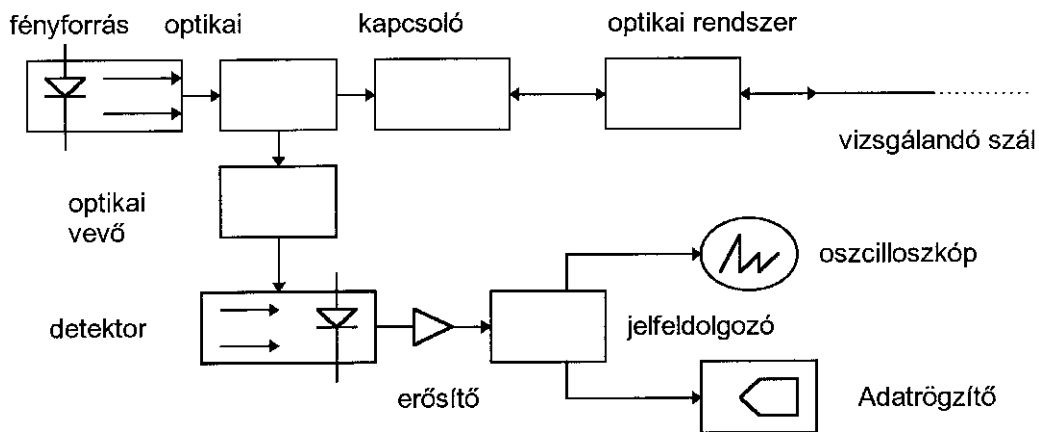 fényforrás optikai kapcsoló optikai rendszer
vizsgálandó szál
optikai
vevő
oszcilloszkóp
detektor
jelfeldolgozó
erősítő
Adatrögzítő